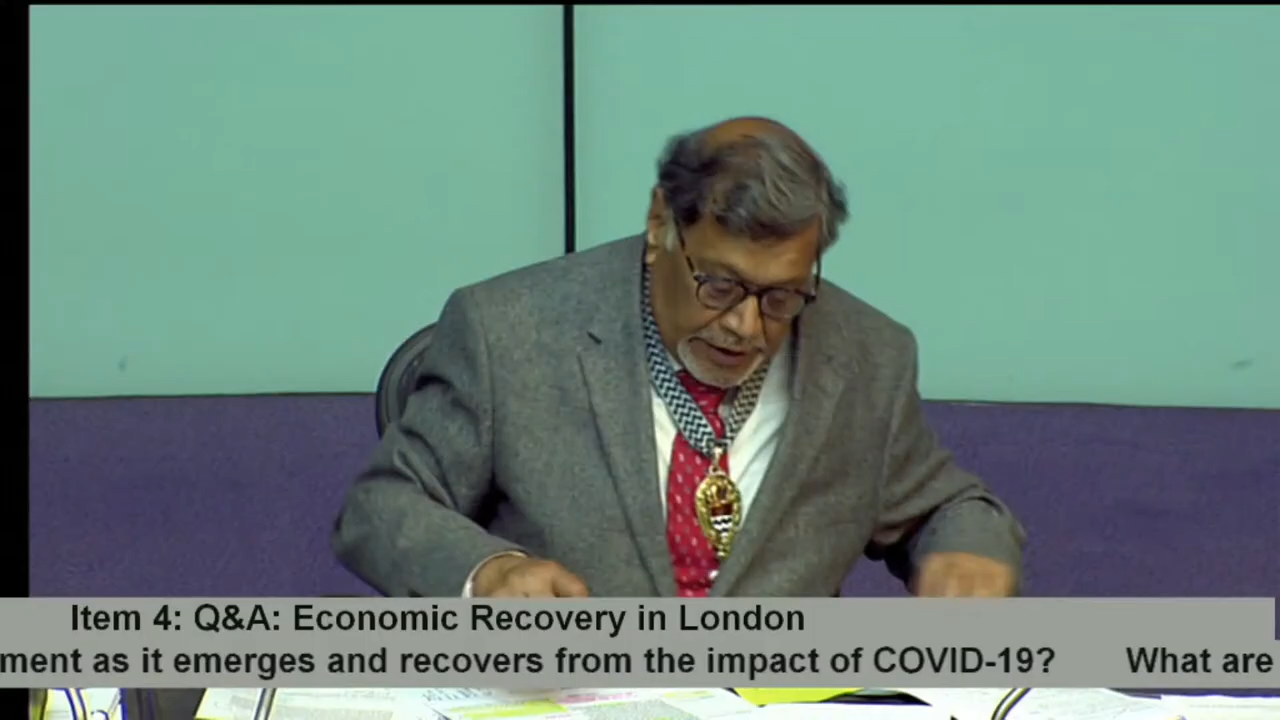 Item 4: Q&A: Economic Recovery in London
ment as it emerges and recovers from the impact of COVID-19? What are